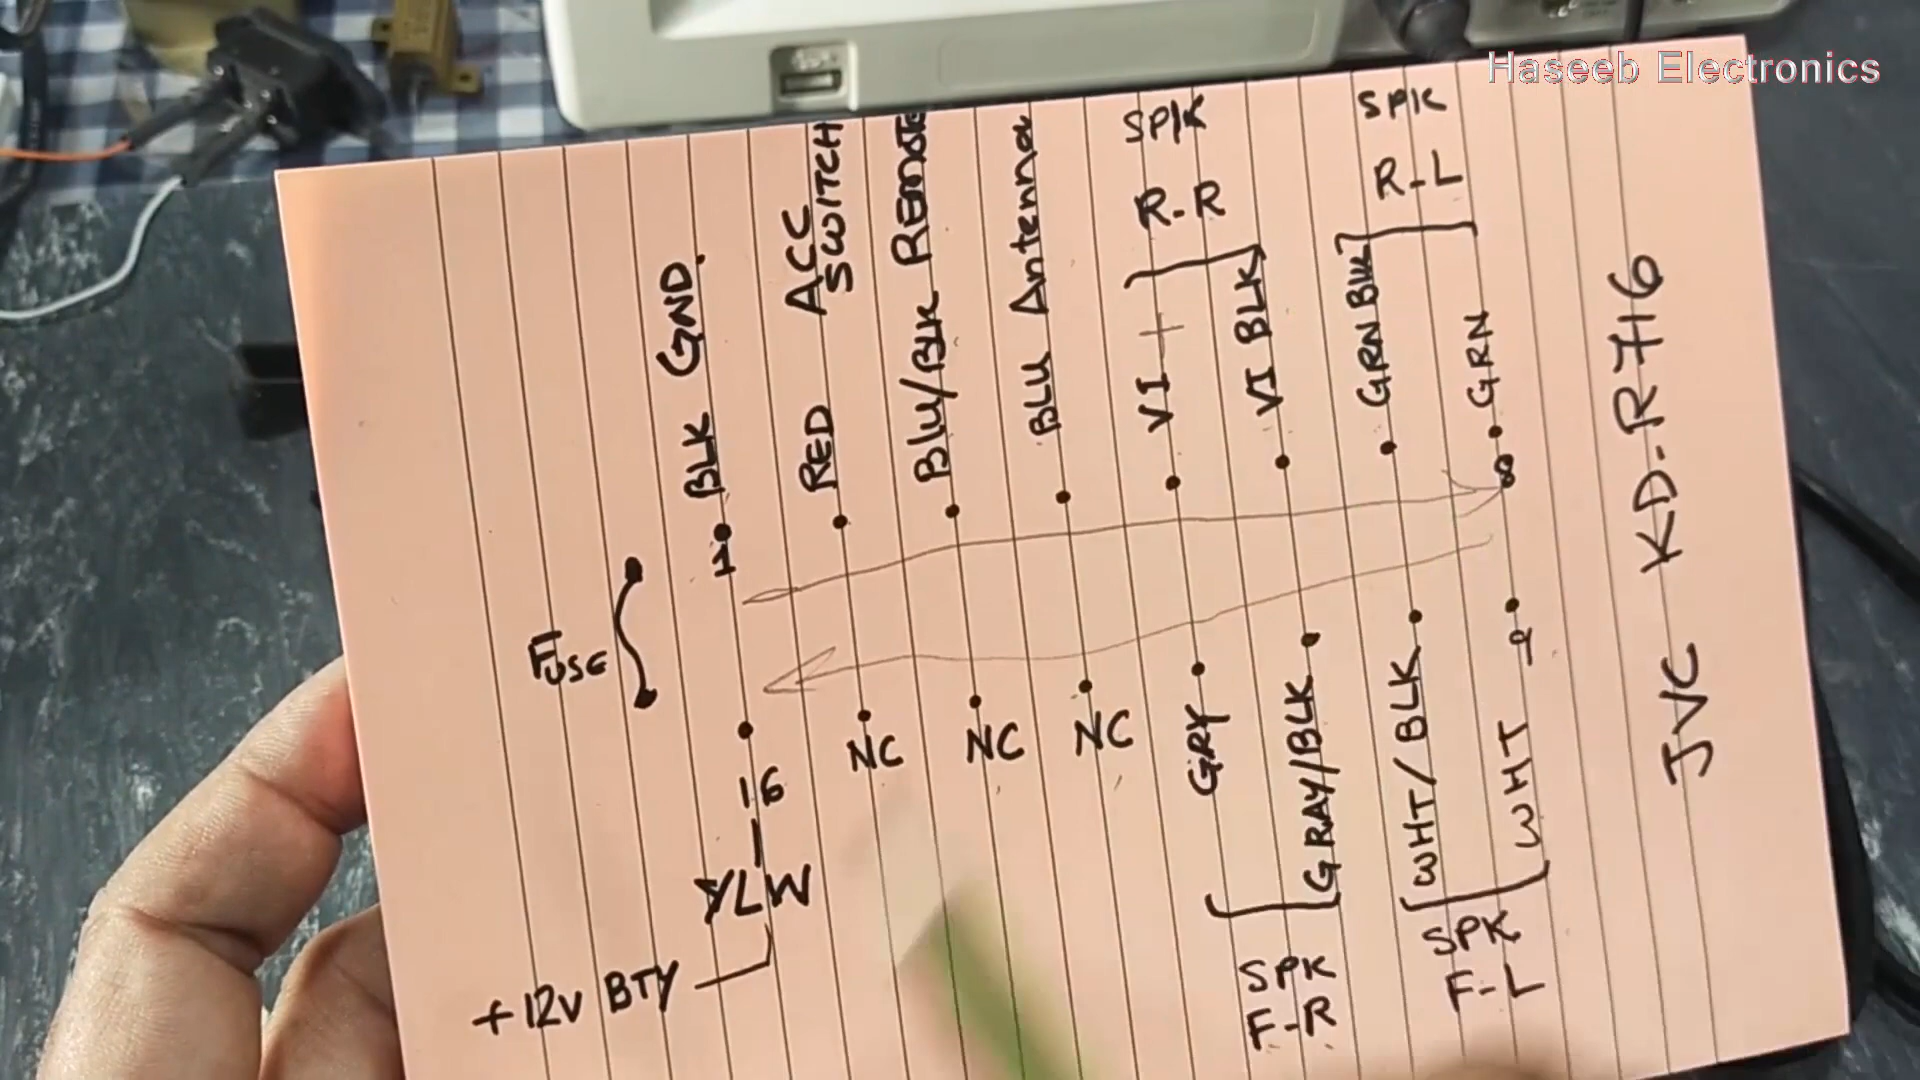 Haseeb Electronics
SPK
R-L
SPK
R-R
BLK GND.
RED ACC
SWITCH
Blu/BLK REMOTE
BLU Antenna
VI +
VI BLK
GRN BLK
GRN
1
8
Fuse
16
NC
NC
NC
GRY
GRAY/BLK
WHT/BLK
WHT
9
YLW
+12V BTY
SPK
F-R
SPK
F-L
JVC KD-R716